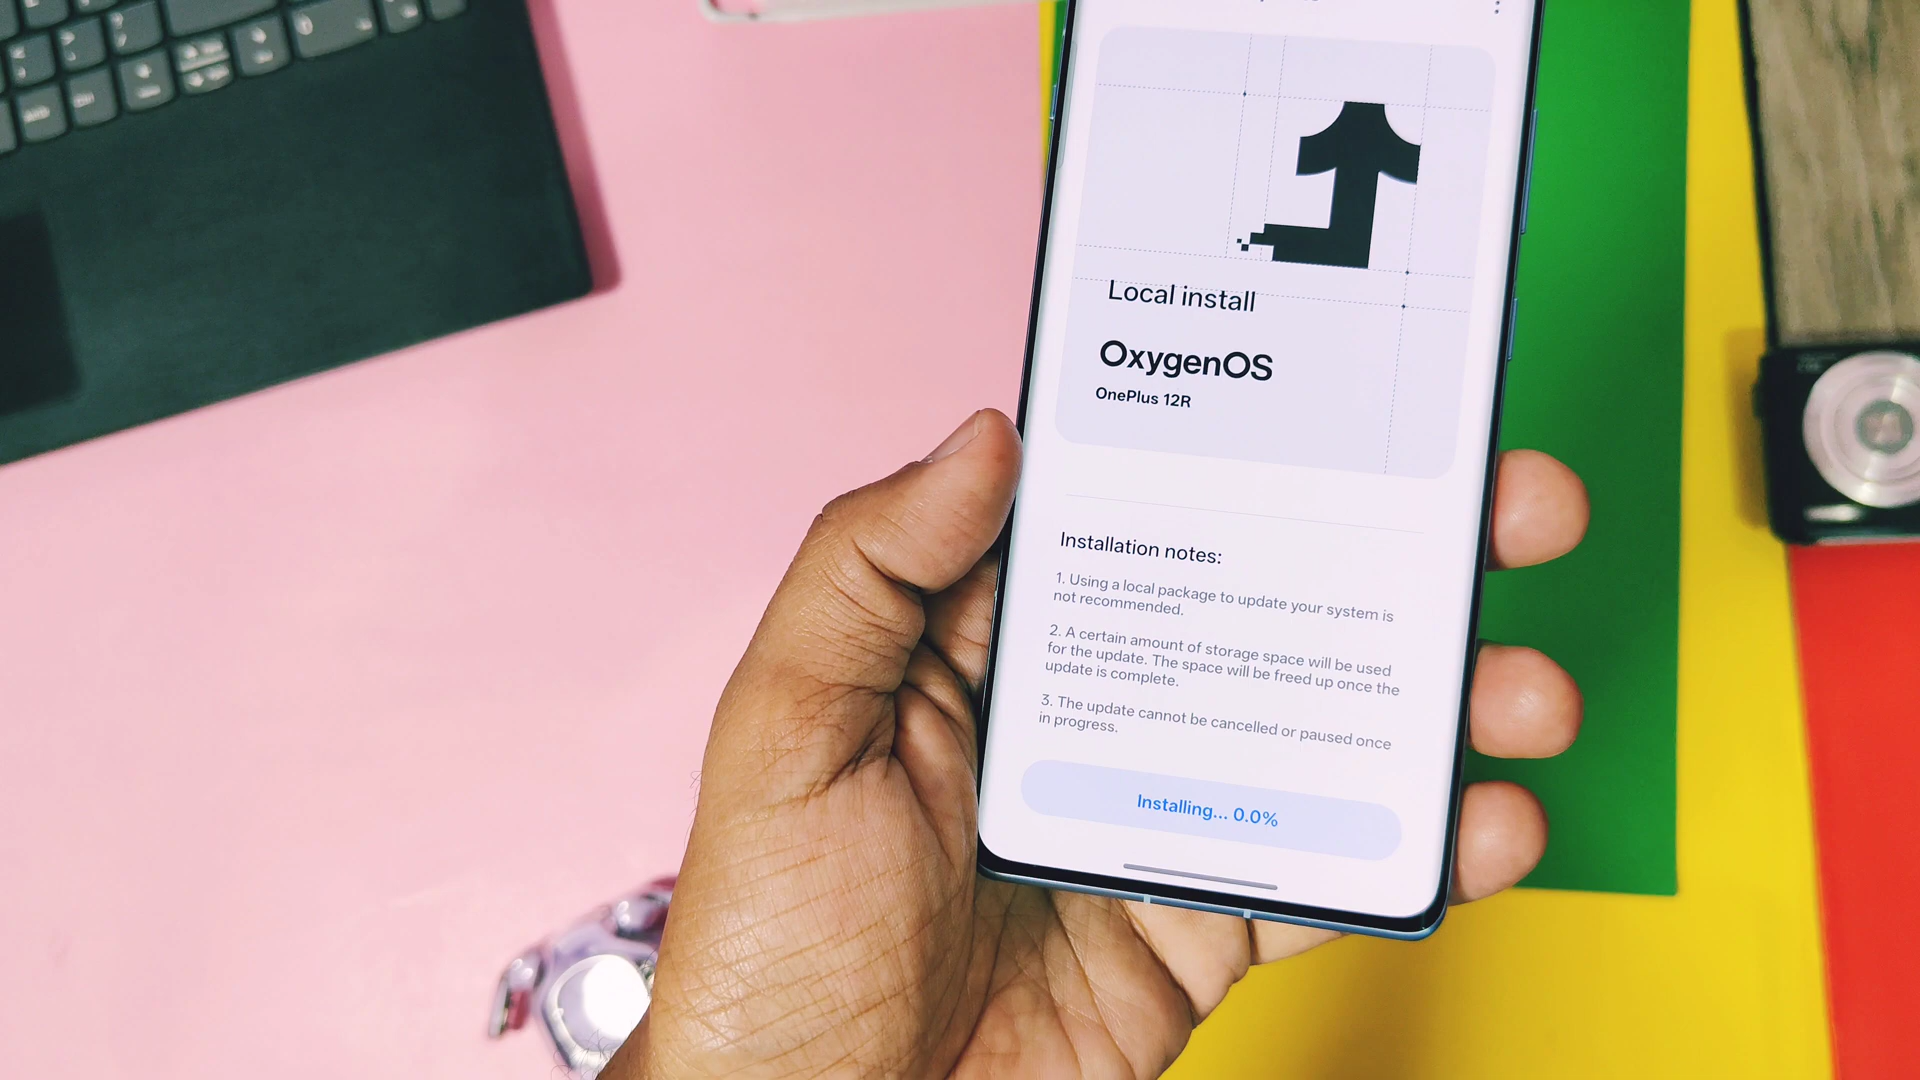 Local install
OxygenOS
OnePlus 12R
Installation notes:
1. Using a local package to update your system is
not recommended.
2. A certain amount of storage space will be used
for the update. The space will be freed up once the
update is complete.
3. The update cannot be cancelled or paused once
in progress.
Installing... 0.0%